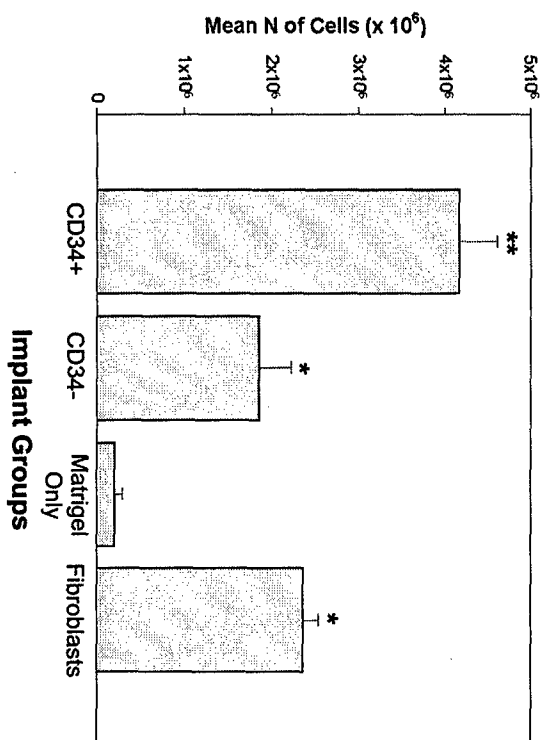 Mean N of Cells (x 10⁶)
5x10⁶
4x10⁶
3x10⁶
2x10⁶
1x10⁶
0
**
*
*
CD34+
CD34-
Matrigel
Only
Fibroblasts
Implant Groups